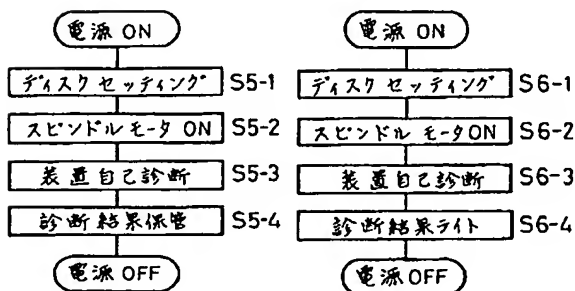 電源 ON
ディスクセッティング S5-1
スピンドルモータ ON S5-2
装置自己診断 S5-3
診断結果保管 S5-4
電源 OFF
電源 ON
ディスクセッティング S6-1
スピンドルモータON S6-2
装置自己診断 S6-3
診断結果ライト S6-4
電源 OFF